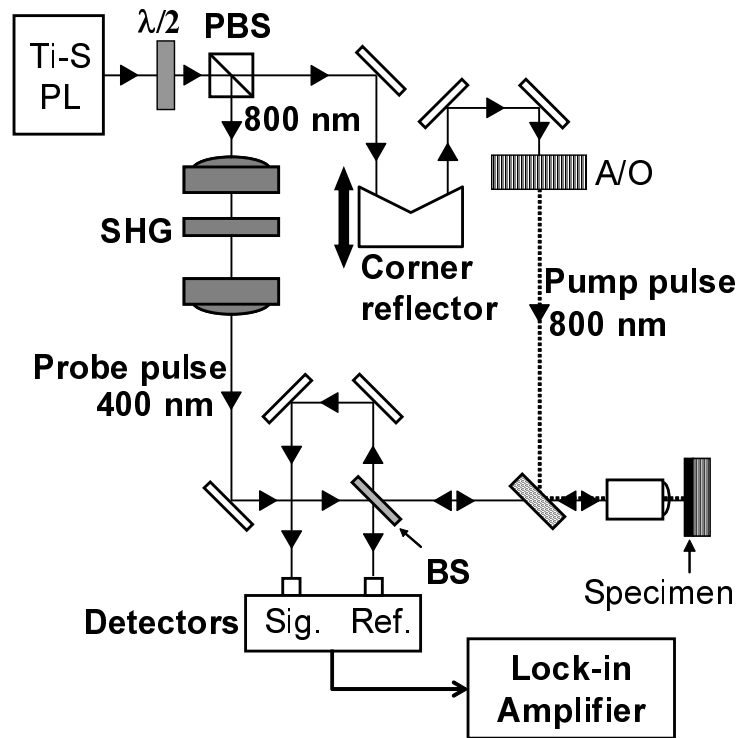 λ/2
PBS
Ti-S
PL
800 nm
A/O
SHG
Corner
reflector
Pump pulse
800 nm
Probe pulse
400 nm
BS
Specimen
Detectors
Sig.
Ref.
Lock-in
Amplifier